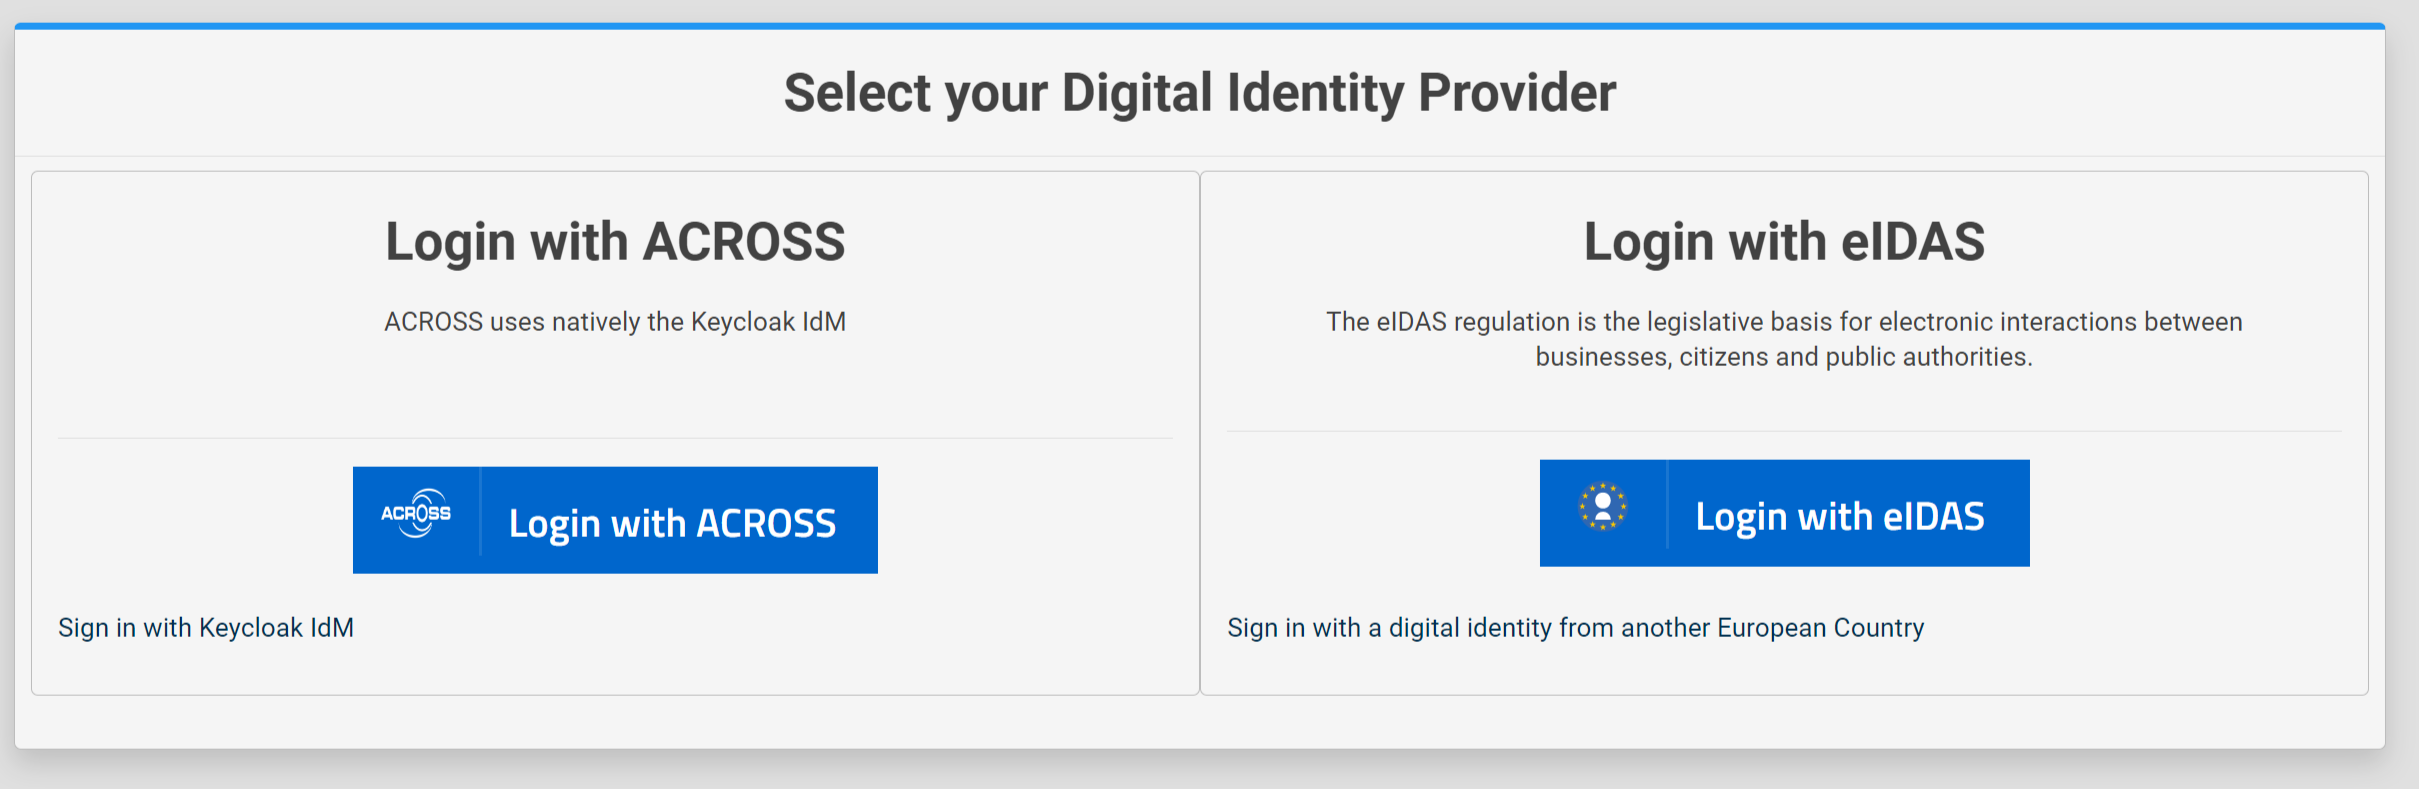 Select your Digital Identity Provider
Login with ACROSS
ACROSS uses natively the Keycloak IdM
ACROSS
Login with ACROSS
Sign in with Keycloak IdM
Login with eIDAS
The eIDAS regulation is the legislative basis for electronic interactions between
businesses, citizens and public authorities.
Login with eIDAS
Sign in with a digital identity from another European Country